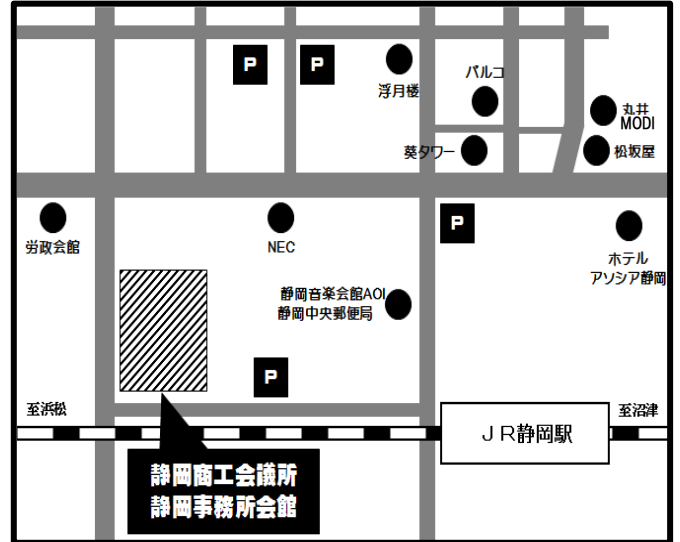 P
P
浮月楼
パルコ
丸井
MODI
葵タワー
松坂屋
労政会館
NEC
P
ホテル
アソシア静岡
静岡音楽会館AOI
静岡中央郵便局
P
至浜松
至沼津
JR静岡駅
静岡商工会議所
静岡事務所会館